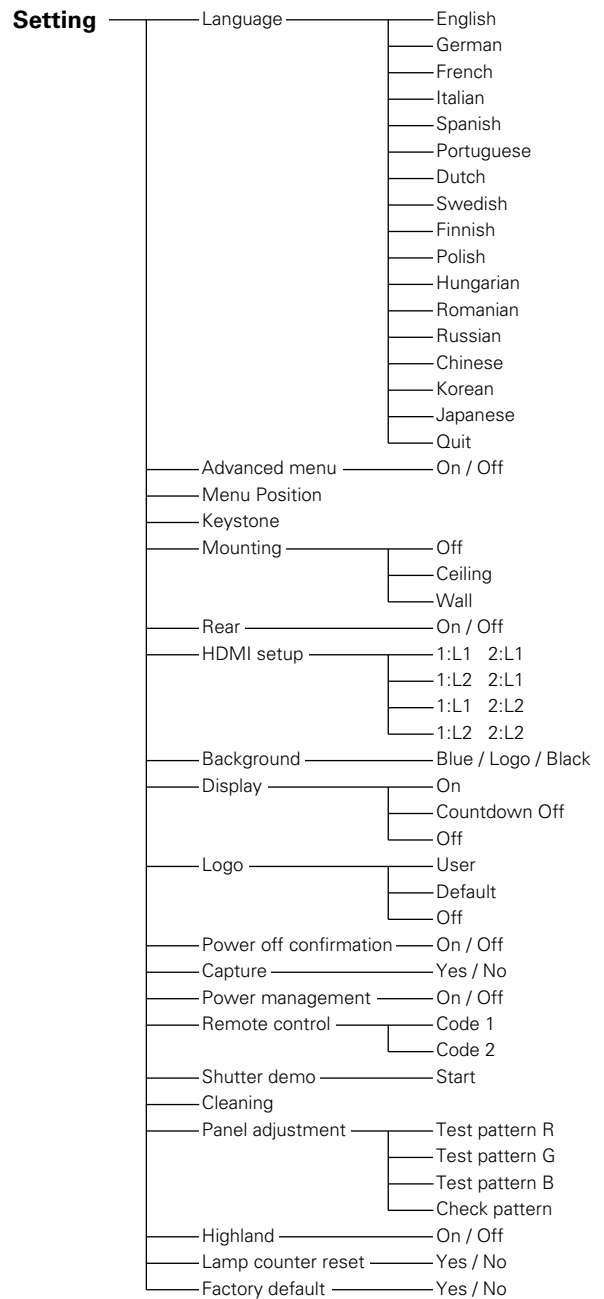 Setting Language English
German
French
Italian
Spanish
Portuguese
Dutch
Swedish
Finnish
Polish
Hungarian
Romanian
Russian
Chinese
Korean
Japanese
Quit
Advanced menu On / Off
Menu Position
Keystone
Mounting Off
Ceiling
Wall
Rear On / Off
HDMI setup 1:L1 2:L1
1:L2 2:L1
1:L1 2:L2
1:L2 2:L2
Background Blue / Logo / Black
Display On
Countdown Off
Off
Logo User
Default
Off
Power off confirmation On / Off
Capture Yes / No
Power management On / Off
Remote control Code 1
Code 2
Shutter demo Start
Cleaning
Panel adjustment Test pattern R
Test pattern G
Test pattern B
Check pattern
Highland On / Off
Lamp counter reset Yes / No
Factory default Yes / No